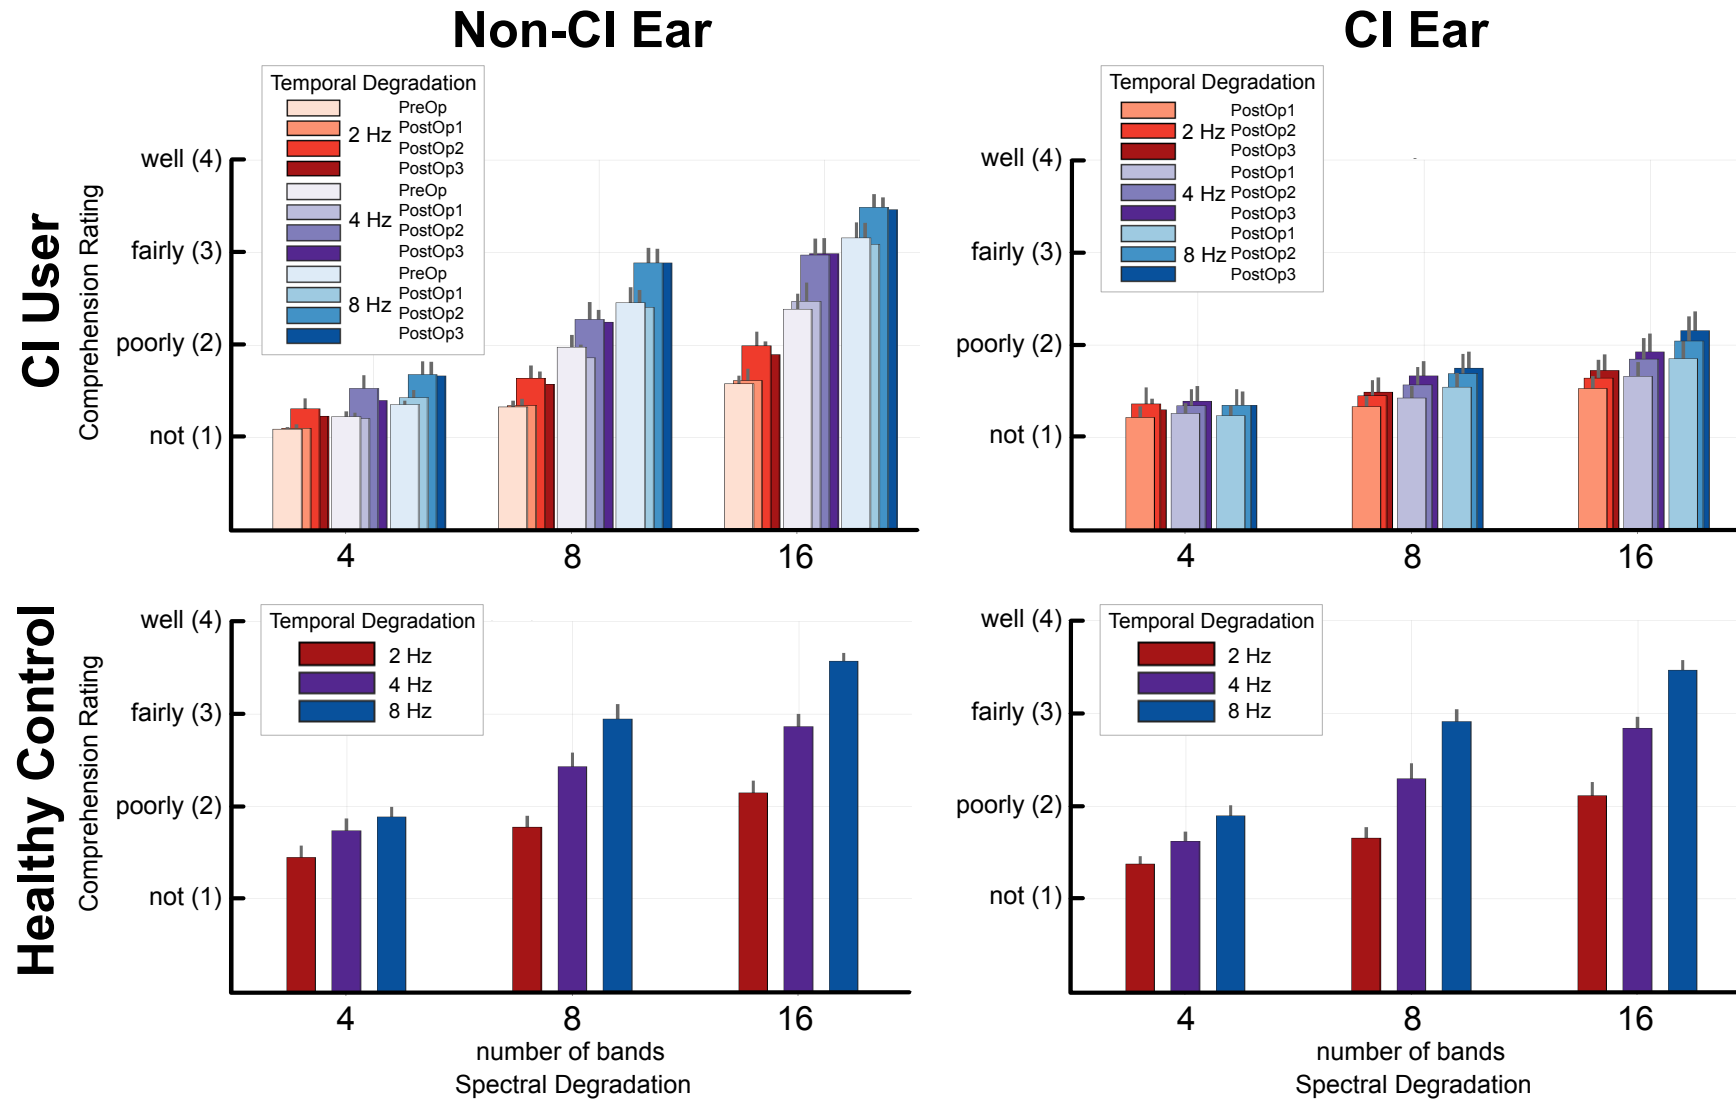 Non-CI Ear
CI Ear
CI User
Comprehension Rating
Temporal Degradation
PreOp
PostOp1
2 Hz
PostOp2
PostOp3
PreOp
PostOp1
4 Hz
PostOp2
PostOp3
PreOp
PostOp1
8 Hz
PostOp2
PostOp3
well (4)
fairly (3)
poorly (2)
not (1)
4
8
16
Temporal Degradation
PostOp1
2 Hz PostOp2
PostOp3
PostOp1
4 Hz PostOp2
PostOp3
PostOp1
8 Hz PostOp2
PostOp3
well (4)
fairly (3)
poorly (2)
not (1)
4
8
16
Healthy Control
Comprehension Rating
Temporal Degradation
2 Hz
4 Hz
8 Hz
well (4)
fairly (3)
poorly (2)
not (1)
4
8
16
number of bands
Spectral Degradation
Temporal Degradation
2 Hz
4 Hz
8 Hz
well (4)
fairly (3)
poorly (2)
not (1)
4
8
16
number of bands
Spectral Degradation